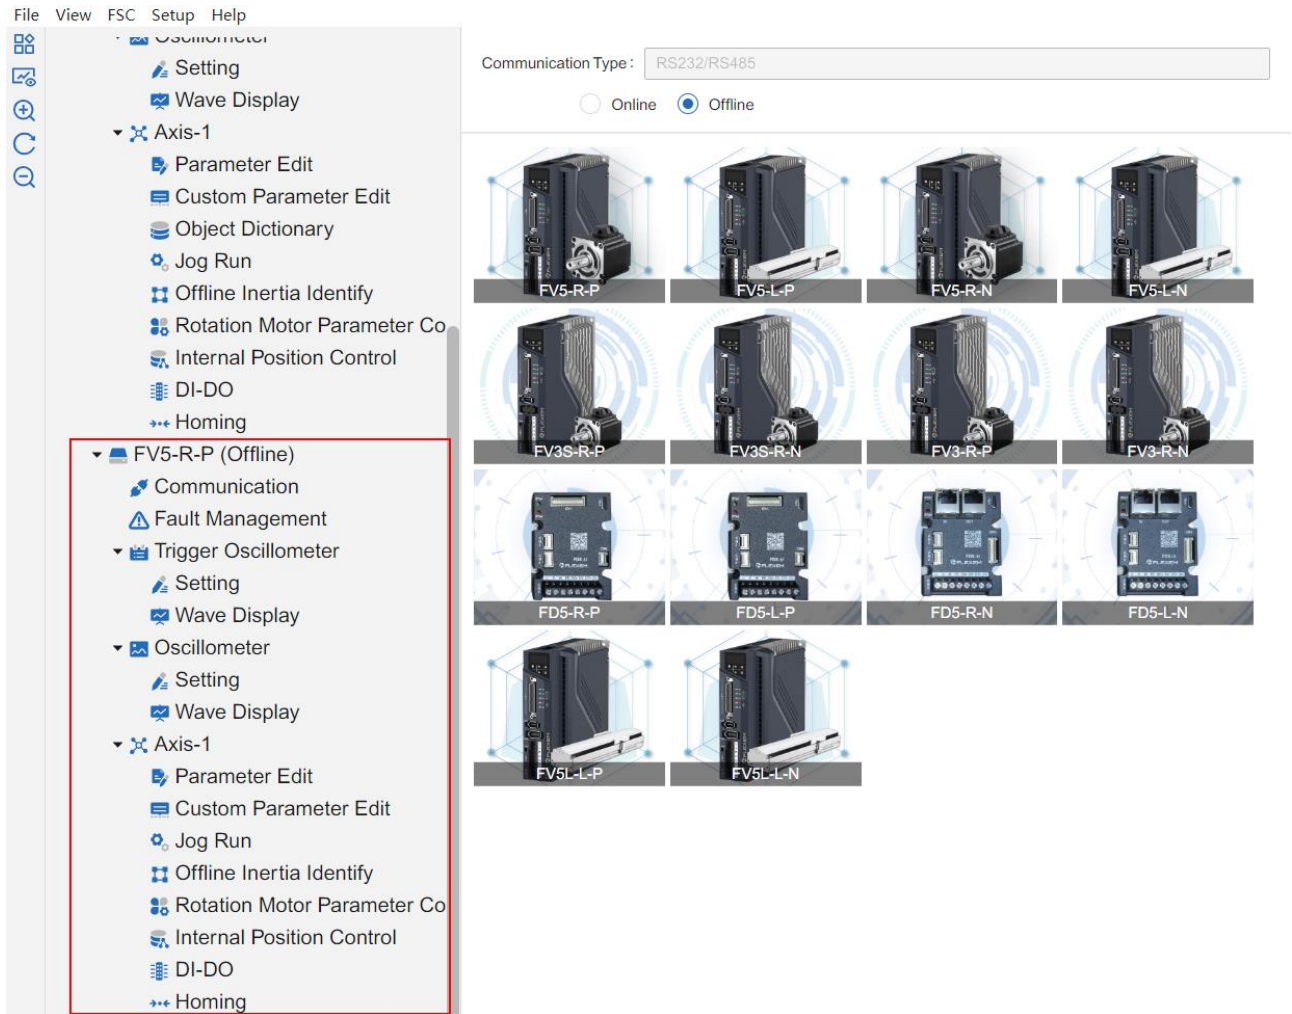 File View FSC Setup Help
Oscillometer
Setting
Wave Display
Axis-1
Parameter Edit
Custom Parameter Edit
Object Dictionary
Jog Run
Offline Inertia Identify
Rotation Motor Parameter Co
Internal Position Control
DI-DO
Homing
FV5-R-P (Offline)
Communication
Fault Management
Trigger Oscillometer
Setting
Wave Display
Oscillometer
Setting
Wave Display
Axis-1
Parameter Edit
Custom Parameter Edit
Jog Run
Offline Inertia Identify
Rotation Motor Parameter Co
Internal Position Control
DI-DO
Homing
Communication Type : RS232/RS485
Online Offline
FV5-R-P FV5-L-P FV5-R-N FV5-L-N
FV3S-R-P FV3S-R-N FV3-R-P FV3-R-N
FD5-R-P FD5-L-P FD5-R-N FD5-L-N
FV5L-L-P FV5L-L-N